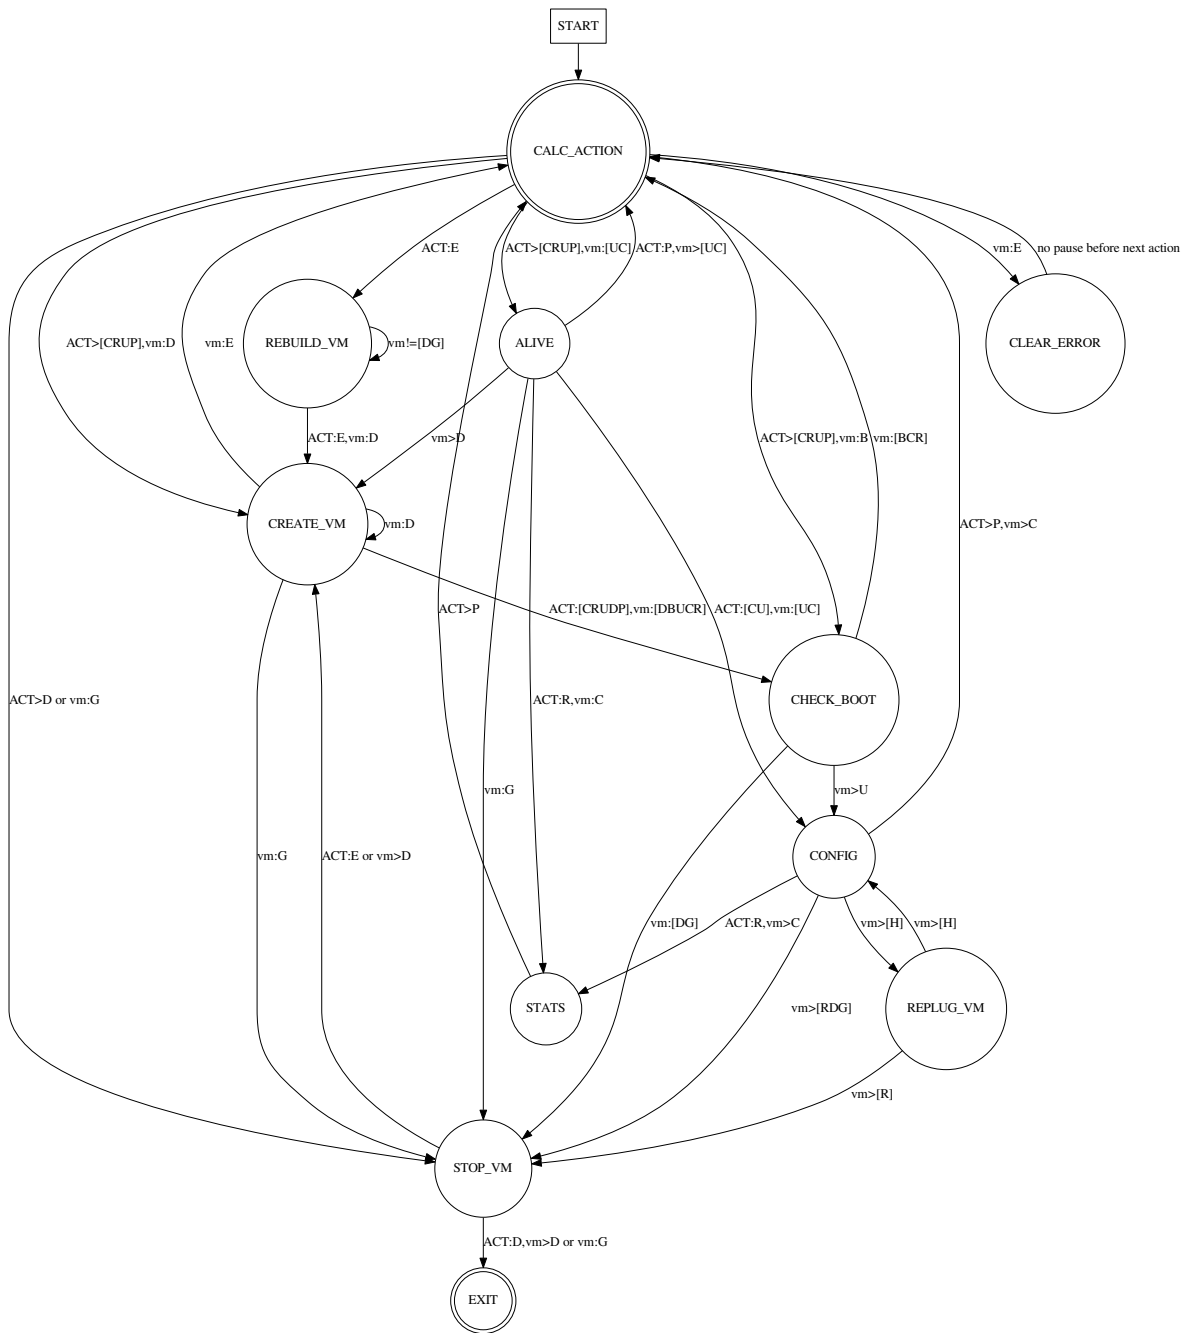 START
CALC_ACTION
ACT:E
ACT>[CRUP],vm:[UC]
ACT:P,vm>[UC]
vm:E
no pause before next action
ACT>[CRUP],vm:D
vm:E
REBUILD_VM
vm!=[DG]
ALIVE
CLEAR_ERROR
ACT:E,vm:D
vm>D
ACT>[CRUP],vm:B
vm:[BCR]
CREATE_VM
vm:D
ACT>P,vm>C
ACT>P
ACT:[CRUDP],vm:[DBUCR]
ACT:[CU],vm:[UC]
ACT>D or vm:G
ACT:R,vm:C
CHECK_BOOT
vm:G
vm>U
vm:G
ACT:E or vm>D
CONFIG
vm:[DG]
ACT:R,vm>C
vm>[H]
vm>[H]
STATS
vm>[RDG]
REPLUG_VM
vm>[R]
STOP_VM
ACT:D,vm>D or vm:G
EXIT